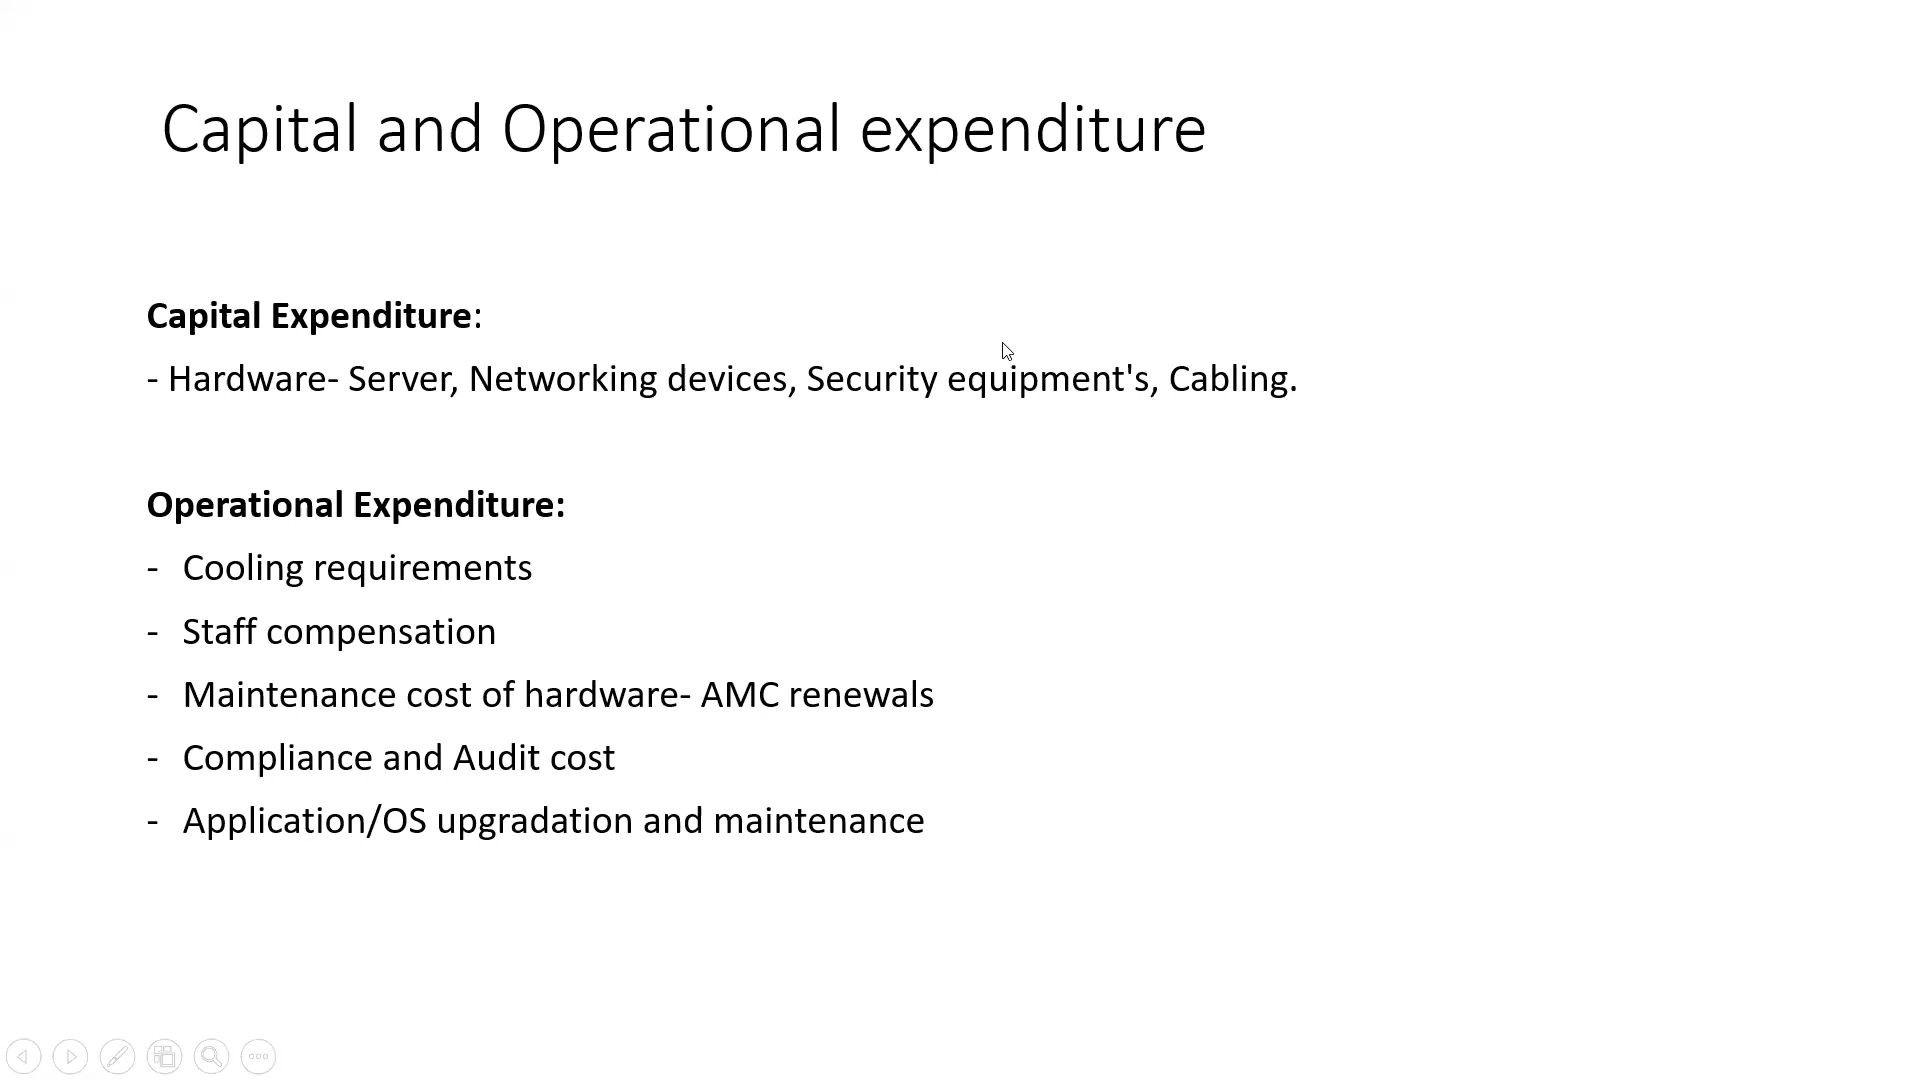 Capital and Operational expenditure
Capital Expenditure:
- Hardware- Server, Networking devices, Security equipment's, Cabling.
Operational Expenditure:
- Cooling requirements
- Staff compensation
- Maintenance cost of hardware- AMC renewals
- Compliance and Audit cost
- Application/OS upgradation and maintenance